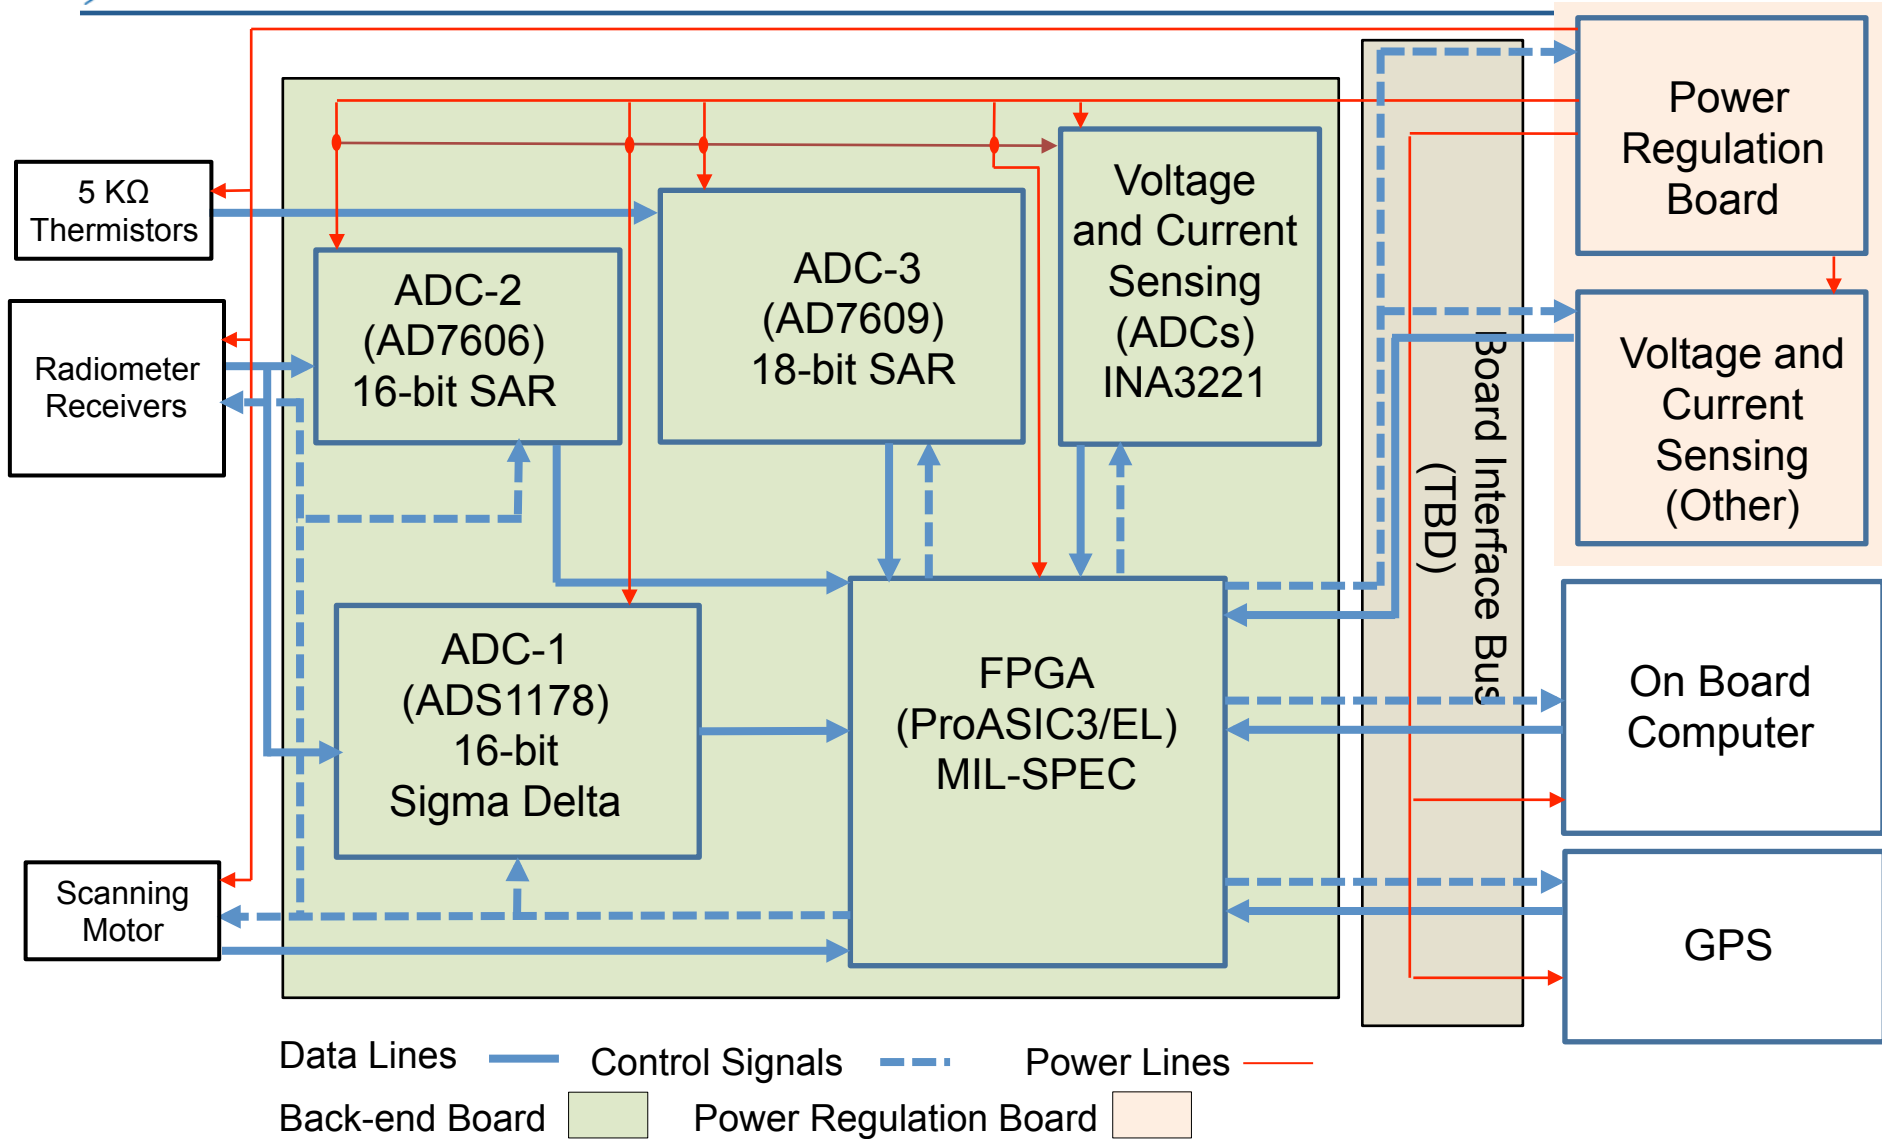 Power
Regulation
Board
5 KΩ
Thermistors
Voltage
and Current
Sensing
(ADCs)
INA3221
ADC-3
(AD7609)
18-bit SAR
ADC-2
(AD7606)
16-bit SAR
Radiometer
Receivers
Voltage and
Current
Sensing
(Other)
Board Interface Bus
(TBD)
ADC-1
(ADS1178)
16-bit
Sigma Delta
FPGA
(ProASIC3/EL)
MIL-SPEC
On Board
Computer
Scanning
Motor
GPS
Data Lines
Control Signals
Power Lines
Back-end Board
Power Regulation Board